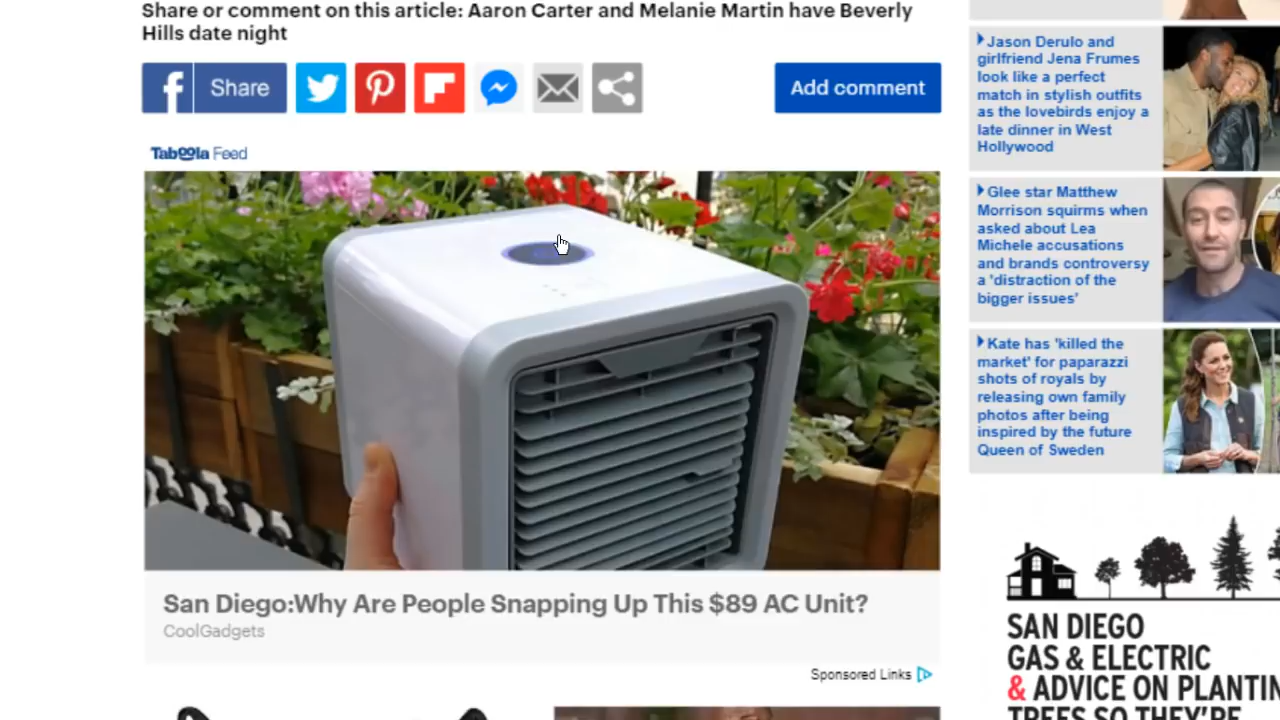 Share or comment on this article: Aaron Carter and Melanie Martin have Beverly
Hills date night
Share
Add comment
Taboola Feed
San Diego:Why Are People Snapping Up This $89 AC Unit?
CoolGadgets
Sponsored Links
Jason Derulo and
girlfriend Jena Frumes
look like a perfect
match in stylish outfits
as the lovebirds enjoy a
late dinner in West
Hollywood
Glee star Matthew
Morrison squirms when
asked about Lea
Michele accusations
and brands controversy
a 'distraction of the
bigger issues'
Kate has 'killed the
market' for paparazzi
shots of royals by
releasing own family
photos after being
inspired by the future
Queen of Sweden
SAN DIEGO
GAS & ELECTRIC
& ADVICE ON PLANTIN
TREES SO THEY'RE